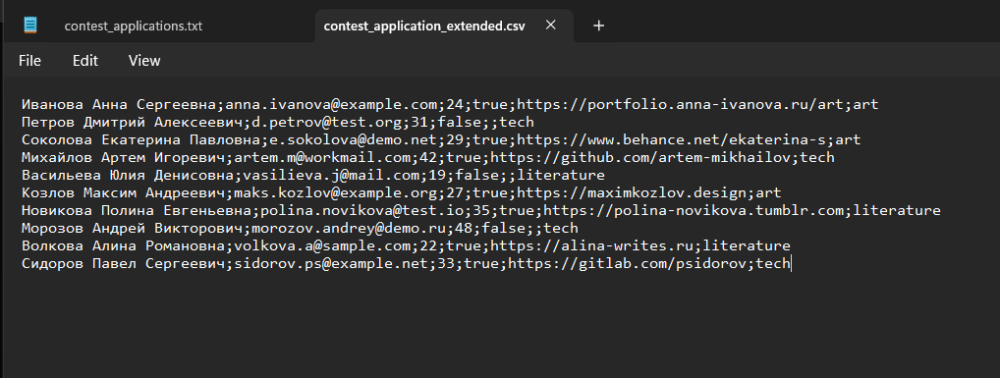 contest_applications.txt
contest_application_extended.csv
File Edit View
Иванова Анна Сергеевна;anna.ivanova@example.com;24;true;https://portfolio.anna-ivanova.ru/art;art
Петров Дмитрий Алексеевич;d.petrov@test.org;31;false;;tech
Соколова Екатерина Павловна;e.sokolova@demo.net;29;true;https://www.behance.net/ekaterina-s;art
Михайлов Артем Игоревич;artem.m@workmail.com;42;true;https://github.com/artem-mikhailov;tech
Васильева Юлия Денисовна;vasilieva.j@mail.com;19;false;;literature
Козлов Максим Андреевич;maks.kozlov@example.org;27;true;https://maximkozlov.design;art
Новикова Полина Евгеньевна;polina.novikova@test.io;35;true;https://polina-novikova.tumblr.com;literature
Морозов Андрей Викторович;morozov.andrey@demo.ru;48;false;;tech
Волкова Алина Романовна;volkova.a@sample.com;22;true;https://alina-writes.ru;literature
Сидоров Павел Сергеевич;sidorov.ps@example.net;33;true;https://gitlab.com/psidorov;tech